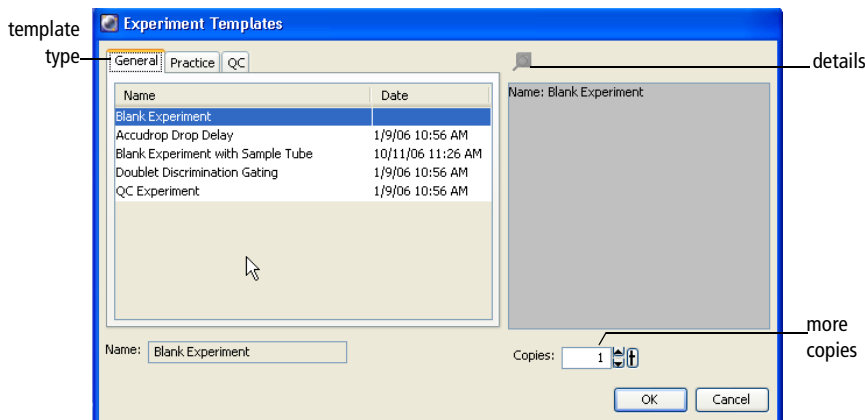 Experiment Templates
template type
General Practice QC
details
Name Date
Blank Experiment
Accudrop Drop Delay 1/9/06 10:56 AM
Blank Experiment with Sample Tube 10/11/06 11:26 AM
Doublet Discrimination Gating 1/9/06 10:56 AM
QC Experiment 1/9/06 10:56 AM
Name: Blank Experiment
more copies
Name: Blank Experiment
Copies: 1
OK Cancel